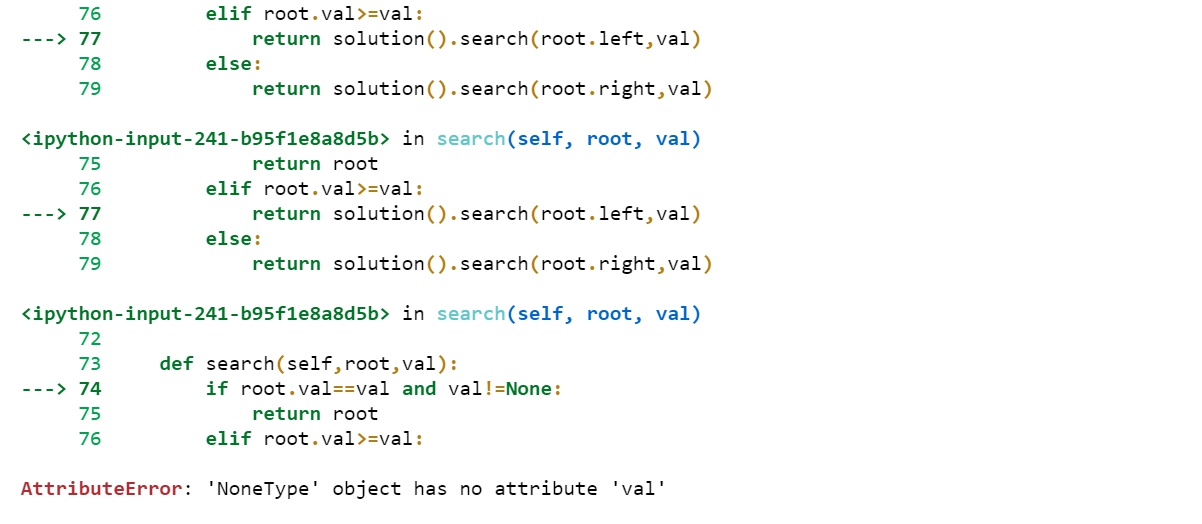 76         elif root.val>=val:
---> 77             return solution().search(root.left,val)
78         else:
79             return solution().search(root.right,val)
<ipython-input-241-b95f1e8a8d5b> in search(self, root, val)
75             return root
76         elif root.val>=val:
---> 77             return solution().search(root.left,val)
78         else:
79             return solution().search(root.right,val)
<ipython-input-241-b95f1e8a8d5b> in search(self, root, val)
72
73     def search(self,root,val):
---> 74         if root.val==val and val!=None:
75             return root
76         elif root.val>=val:
AttributeError: 'NoneType' object has no attribute 'val'